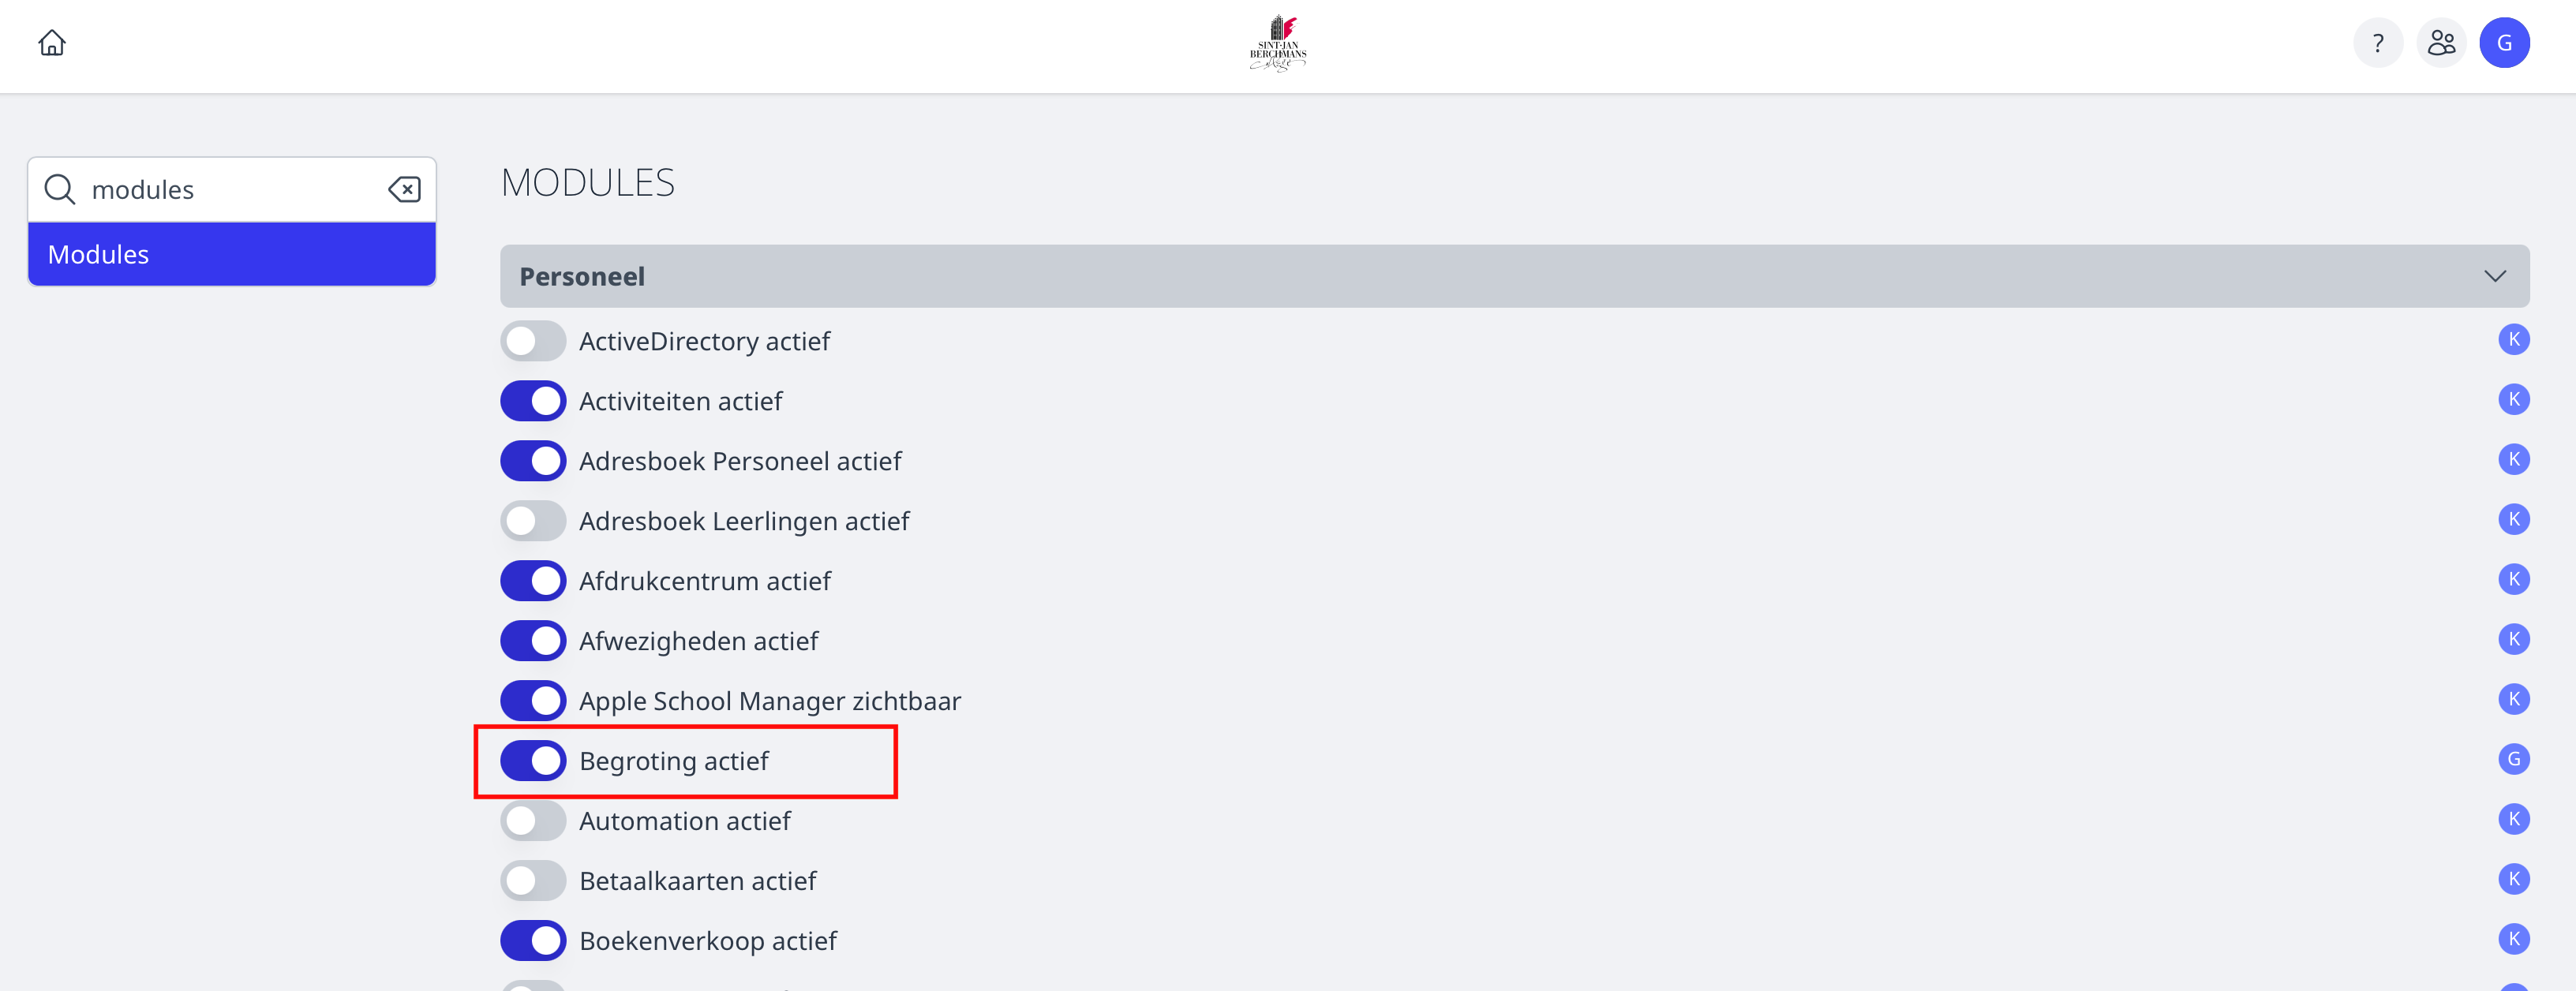 SINT-JAN
BERCHMANS
?
G
modules
Modules
MODULES
Personeel
ActiveDirectory actief K
Activiteiten actief K
Adresboek Personeel actief K
Adresboek Leerlingen actief K
Afdrukcentrum actief K
Afwezigheden actief K
Apple School Manager zichtbaar K
Begroting actief G
Automation actief K
Betaalkaarten actief K
Boekenverkoop actief K